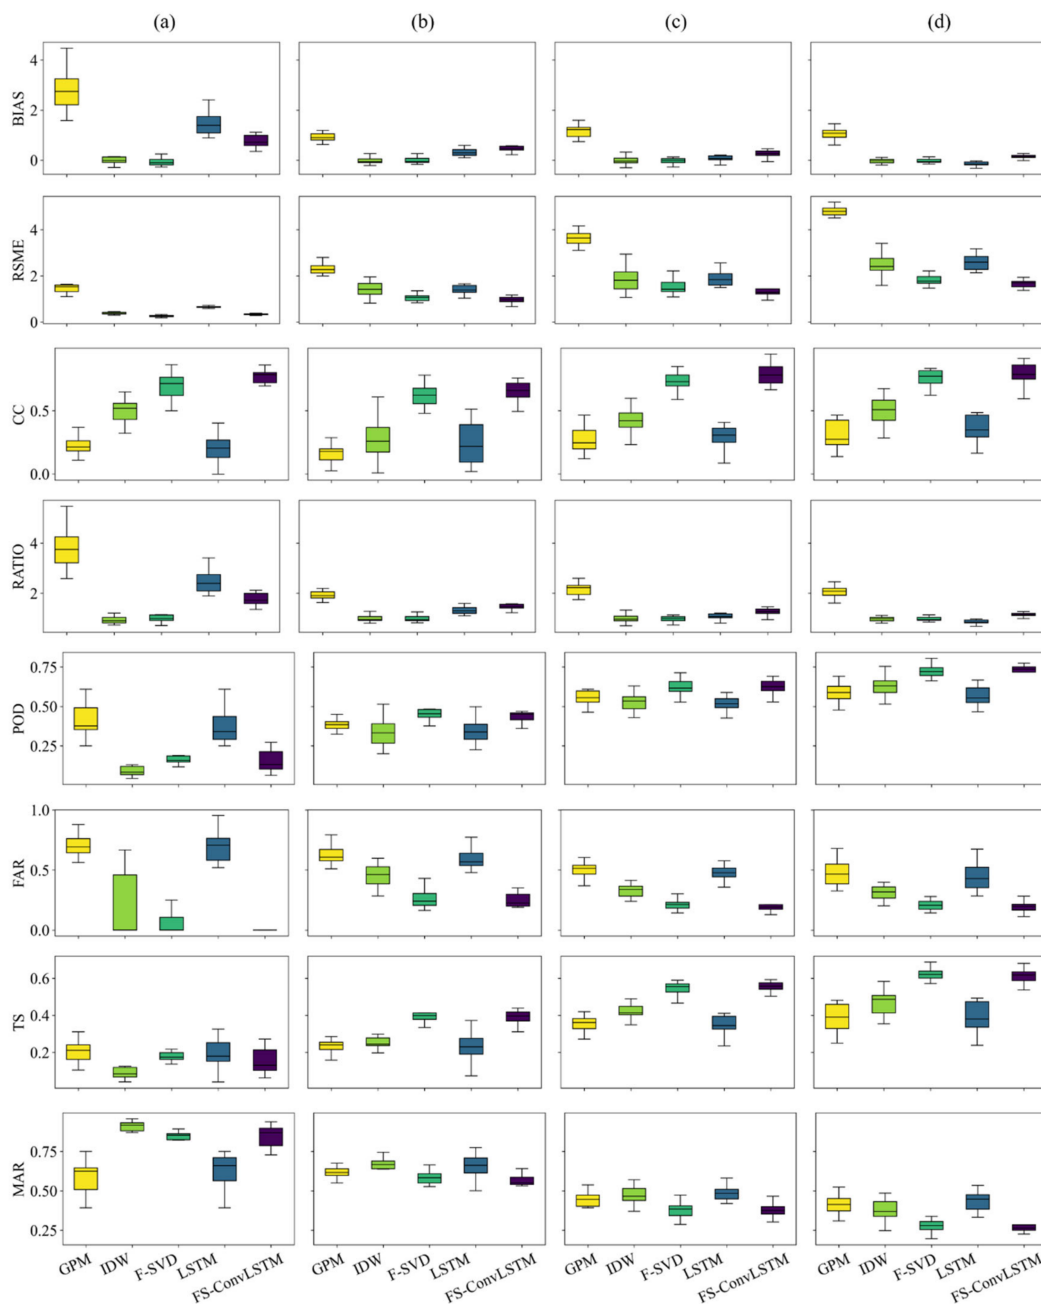 (a) (b) (c) (d)
BIAS
4
2
0
RSME
4
2
0
CC
0.5
0.0
RATIO
4
2
POD
0.75
0.50
0.25
FAR
1.0
0.5
0.0
TS
0.6
0.4
0.2
MAR
0.75
0.50
0.25
GPM IDW F-SVD LSTM FS-ConvLSTM GPM IDW F-SVD LSTM FS-ConvLSTM GPM IDW F-SVD LSTM FS-ConvLSTM GPM IDW F-SVD LSTM FS-ConvLSTM